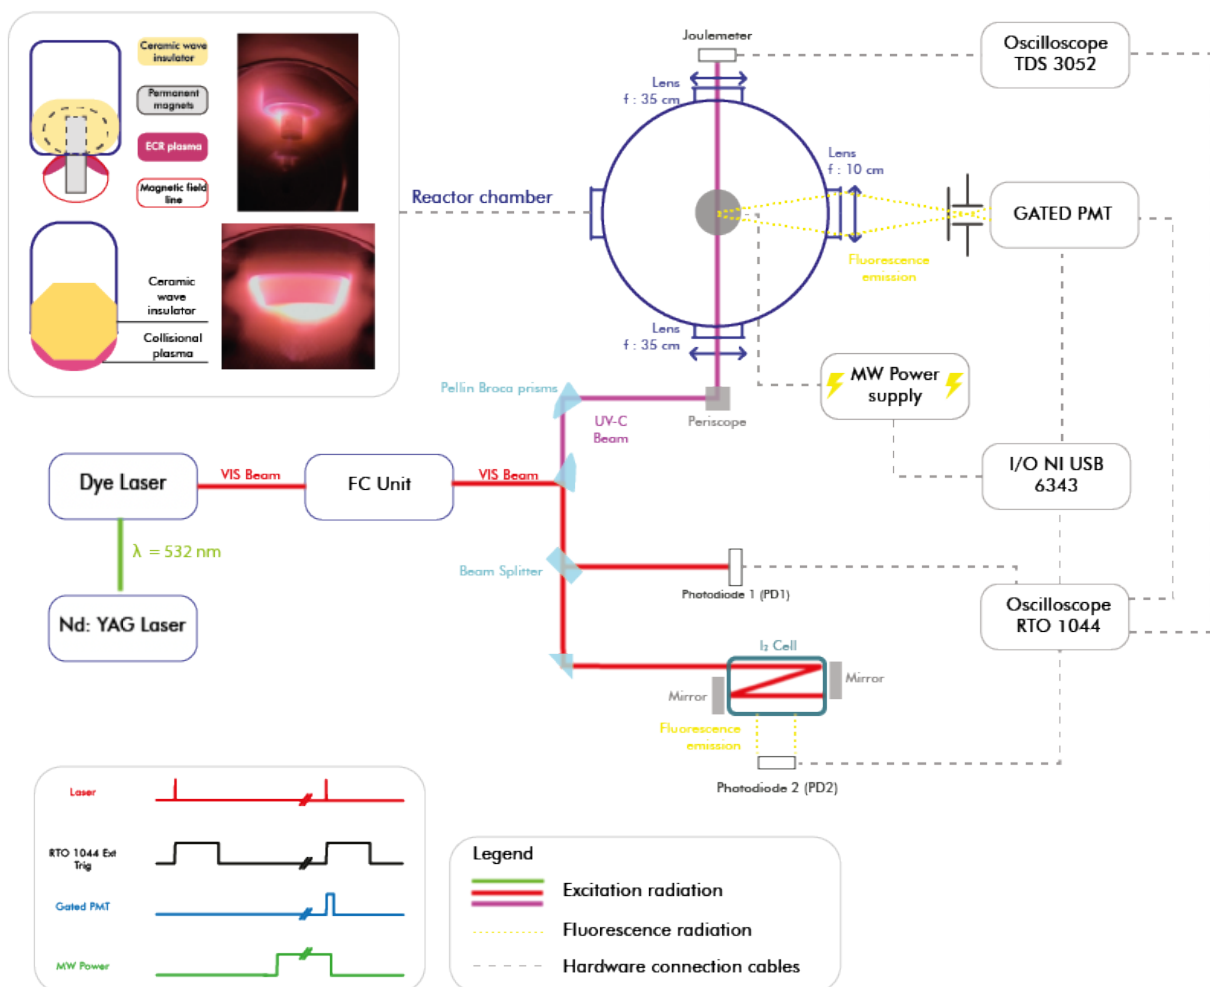 Ceramic wave
insulator
Permanent
magnets
ECR plasma
Magnetic field
line
Ceramic
wave
insulator
Collisional
plasma
Reactor chamber
Joulemeter
Lens
f : 35 cm
Lens
f : 10 cm
Fluorescence
emission
Lens
f : 35 cm
Oscilloscope
TDS 3052
GATED PMT
MW Power
supply
I/O NI USB
6343
Oscilloscope
RTO 1044
Pellin Broca prisms
UV-C
Beam
Periscope
Dye Laser
VIS Beam
FC Unit
VIS Beam
λ = 532 nm
Nd: YAG Laser
Beam Splitter
Photodiode 1 (PD1)
I₂ Cell
Mirror
Mirror
Fluorescence
emission
Photodiode 2 (PD2)
Laser
RTO 1044 Ext
Trig
Gated PMT
MW Power
Legend
Excitation radiation
Fluorescence radiation
Hardware connection cables